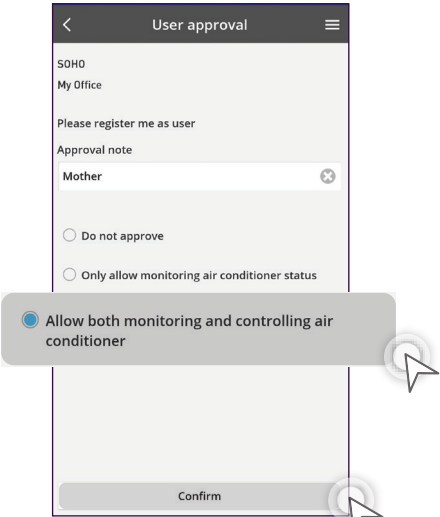 User approval
SOHO
My Office
Please register me as user
Approval note
Mother
Do not approve
Only allow monitoring air conditioner status
Allow both monitoring and controlling air
conditioner
Confirm